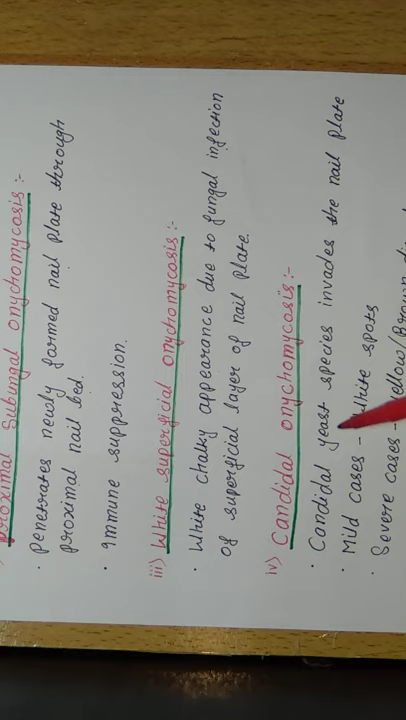 Proximal Subungal onychomycosis :-
• Penetrates newly formed nail plate through
proximal nail bed.
• Immune suppression.
iii) White superficial onychomycosis :-
• White chalky appearance due to fungal infection
of superficial layer of nail plate.
iv) Candidal onychomycosis :-
• Candidal yeast species invades the nail plate
• Mild cases - White spots
• Severe cases - Yellow/Brown